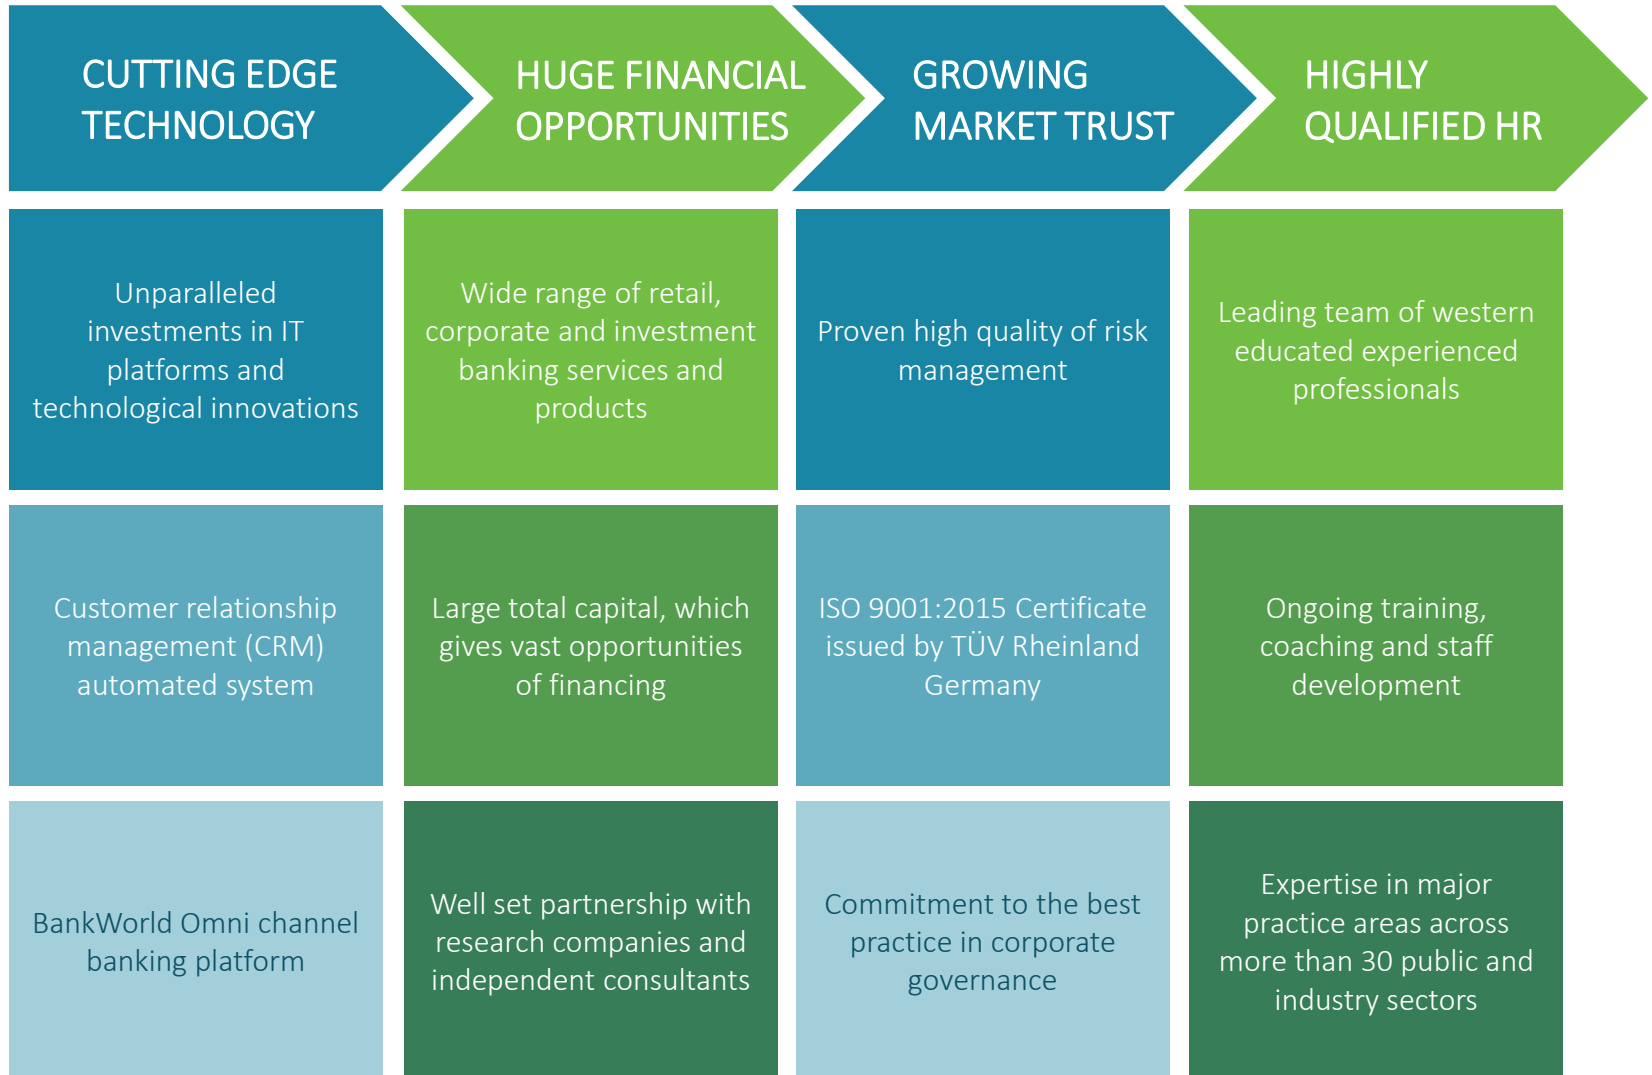 CUTTING EDGE
TECHNOLOGY
HUGE FINANCIAL
OPPORTUNITIES
GROWING
MARKET TRUST
HIGHLY
QUALIFIED HR
Unparalleled
investments in IT
platforms and
technological innovations
Wide range of retail,
corporate and investment
banking services and
products
Proven high quality of risk
management
Leading team of western
educated experienced
professionals
Customer relationship
management (CRM)
automated system
Large total capital, which
gives vast opportunities
of financing
ISO 9001:2015 Certificate
issued by TÜV Rheinland
Germany
Ongoing training,
coaching and staff
development
BankWorld Omni channel
banking platform
Well set partnership with
research companies and
independent consultants
Commitment to the best
practice in corporate
governance
Expertise in major
practice areas across
more than 30 public and
industry sectors